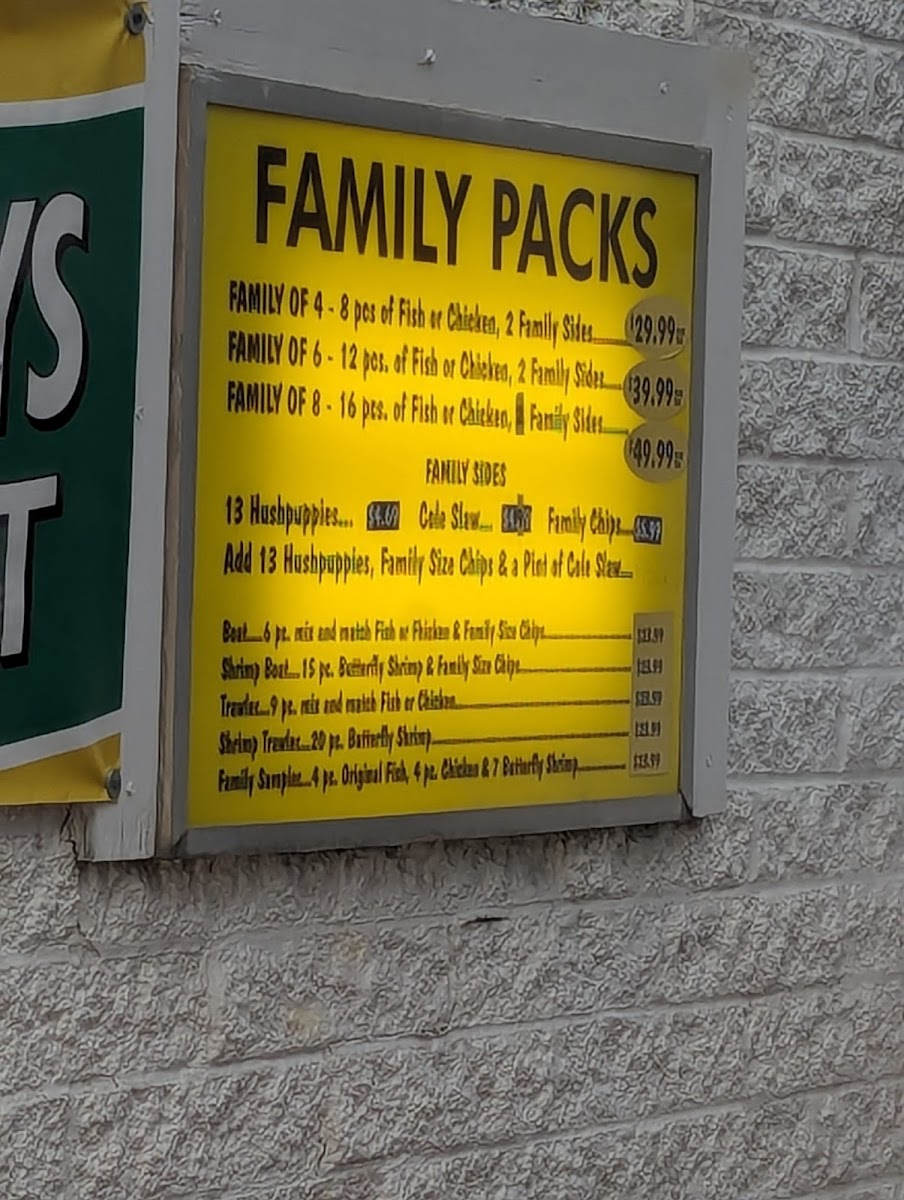 YS
T
FAMILY PACKS
FAMILY OF 4 - 8 pcs of Fish or Chicken, 2 Family Sides..... $29.99
FAMILY OF 6 - 12 pcs. of Fish or Chicken, 2 Family Sides..... $39.99
FAMILY OF 8 - 16 pcs. of Fish or Chicken, Family Sides..... $49.99
FAMILY SIDES
13 Hushpuppies... $4.69 Cole Slaw... Family Chips... $5.99
Add 13 Hushpuppies, Family Size Chips & a Pint of Cole Slaw...
Boat.....6 pc. mix and match Fish or Fhicken & Family Size Chips
Shrimp Boat....15 pc. Butterfly Shrimp & Family Size Chips
9 pc. mix and match Fish or Chicken
Shrimp 20 pc. Butterfly Shrimp
Family 4 pc. Original Fish, 4 pc. Chicken & 7 Butterfly Shrimp